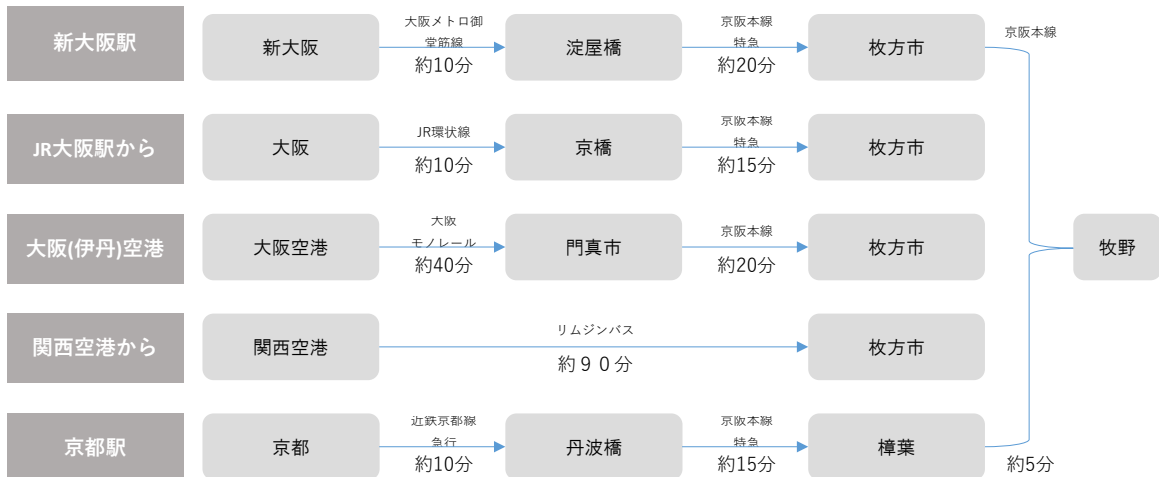 新大阪駅
新大阪
大阪メトロ御
堂筋線
約10分
淀屋橋
京阪本線
特急
約20分
枚方市
京阪本線
JR大阪駅から
大阪
JR環状線
約10分
京橋
京阪本線
特急
約15分
枚方市
大阪(伊丹)空港
大阪空港
大阪
モノレール
約40分
門真市
京阪本線
約20分
枚方市
牧野
関西空港から
関西空港
リムジンバス
約９０分
枚方市
京都駅
京都
近鉄京都線
急行
約10分
丹波橋
京阪本線
特急
約15分
樟葉
約5分